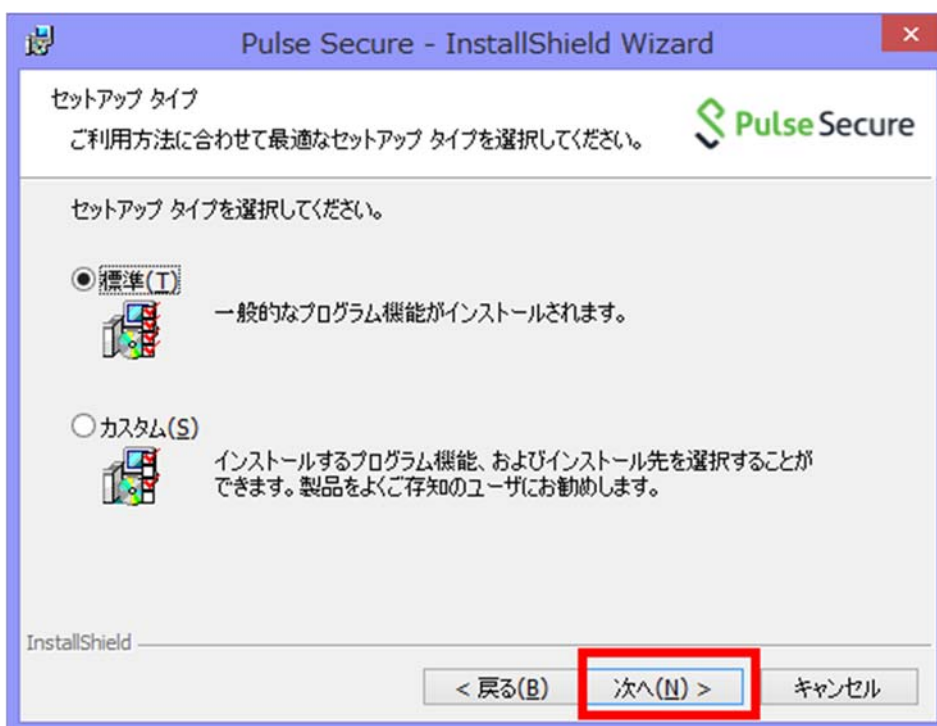 Pulse Secure - InstallShield Wizard
×
セットアップ タイプ
ご利用方法に合わせて最適なセットアップ タイプを選択してください。
Pulse Secure
セットアップ タイプを選択してください。
標準(T)
一般的なプログラム機能がインストールされます。
カスタム(S)
インストールするプログラム機能、およびインストール先を選択することが
できます。製品をよくご存知のユーザにお勧めします。
InstallShield
< 戻る(B) 次へ(N) > キャンセル